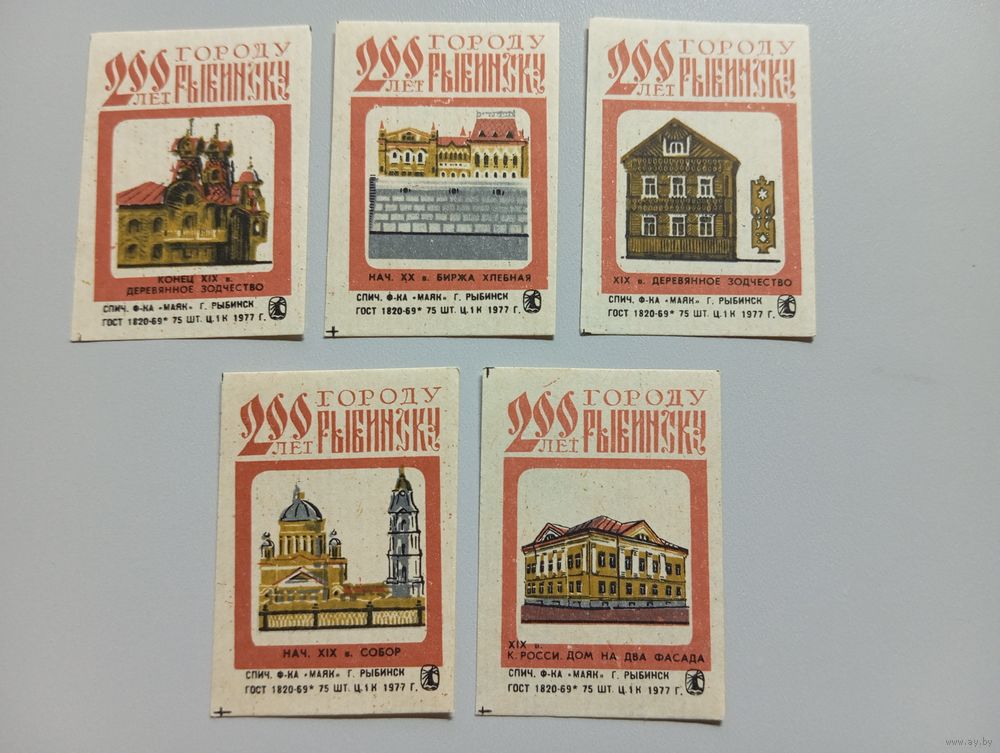 200 ЛЕТ ГОРОДУ
РЫБИНСКУ
КОНЕЦ XIX в.
ДЕРЕВЯННОЕ ЗОДЧЕСТВО
СПИЧ. Ф-КА «МАЯК» Г. РЫБИНСК
ГОСТ 1820-69* 75 ШТ. Ц. 1 К 1977 Г.
200 ЛЕТ ГОРОДУ
РЫБИНСКУ
НАЧ. XX в. БИРЖА ХЛЕБНАЯ
СПИЧ. Ф-КА «МАЯК» Г. РЫБИНСК
ГОСТ 1820-69* 75 ШТ. Ц. 1 К 1977 Г.
200 ЛЕТ ГОРОДУ
РЫБИНСКУ
XIX в. ДЕРЕВЯННОЕ ЗОДЧЕСТВО
СПИЧ. Ф-КА «МАЯК» Г. РЫБИНСК
ГОСТ 1820-69* 75 ШТ. Ц. 1 К 1977 Г.
200 ЛЕТ ГОРОДУ
РЫБИНСКУ
НАЧ. XIX в. СОБОР
СПИЧ. Ф-КА «МАЯК» Г. РЫБИНСК
ГОСТ 1820-69* 75 ШТ. Ц. 1 К 1977 Г.
200 ЛЕТ ГОРОДУ
РЫБИНСКУ
XIX в.
К. РОССИ. ДОМ НА ДВА ФАСАДА
СПИЧ. Ф-КА «МАЯК» Г. РЫБИНСК
ГОСТ 1820-69* 75 ШТ. Ц. 1 К 1977 Г.
www.ay.by